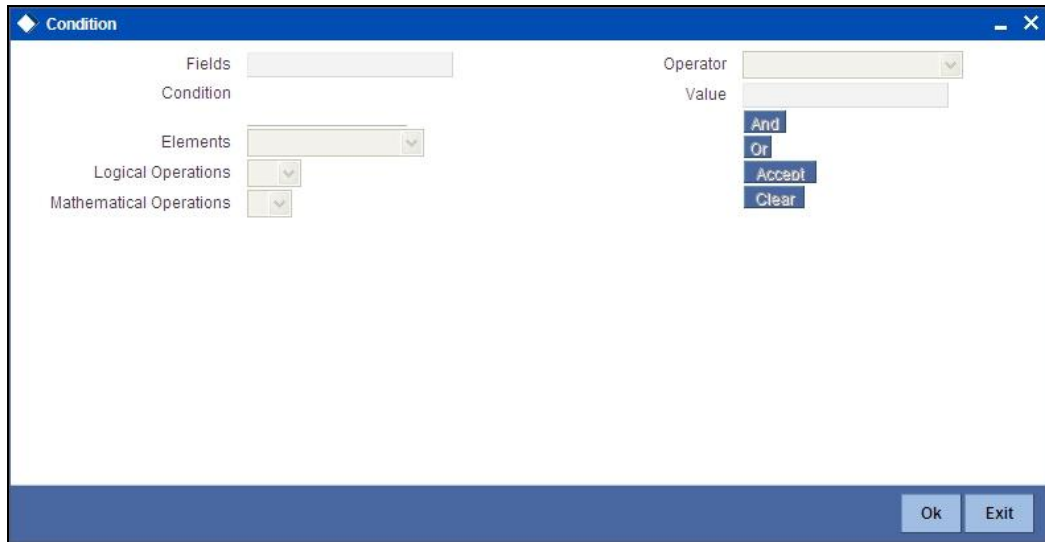 Condition
Fields
Operator
Condition
Value
And
Elements
Or
Logical Operations
Accept
Mathematical Operations
Clear
Ok Exit